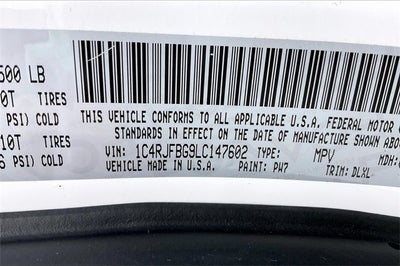 500 LB
0T TIRES
PSI) COLD
10T TIRES
PSI) COLD
THIS VEHICLE CONFORMS TO ALL APPLICABLE U.S.A. FEDERAL MOTOR
STANDARDS IN EFFECT ON THE DATE OF MANUFACTURE SHOWN ABO
VIN: 1C4RJFBG9LC147602 TYPE: MPV MDH:
VEHICLE MADE IN U.S.A. PAINT: PW7 TRIM: DLXL